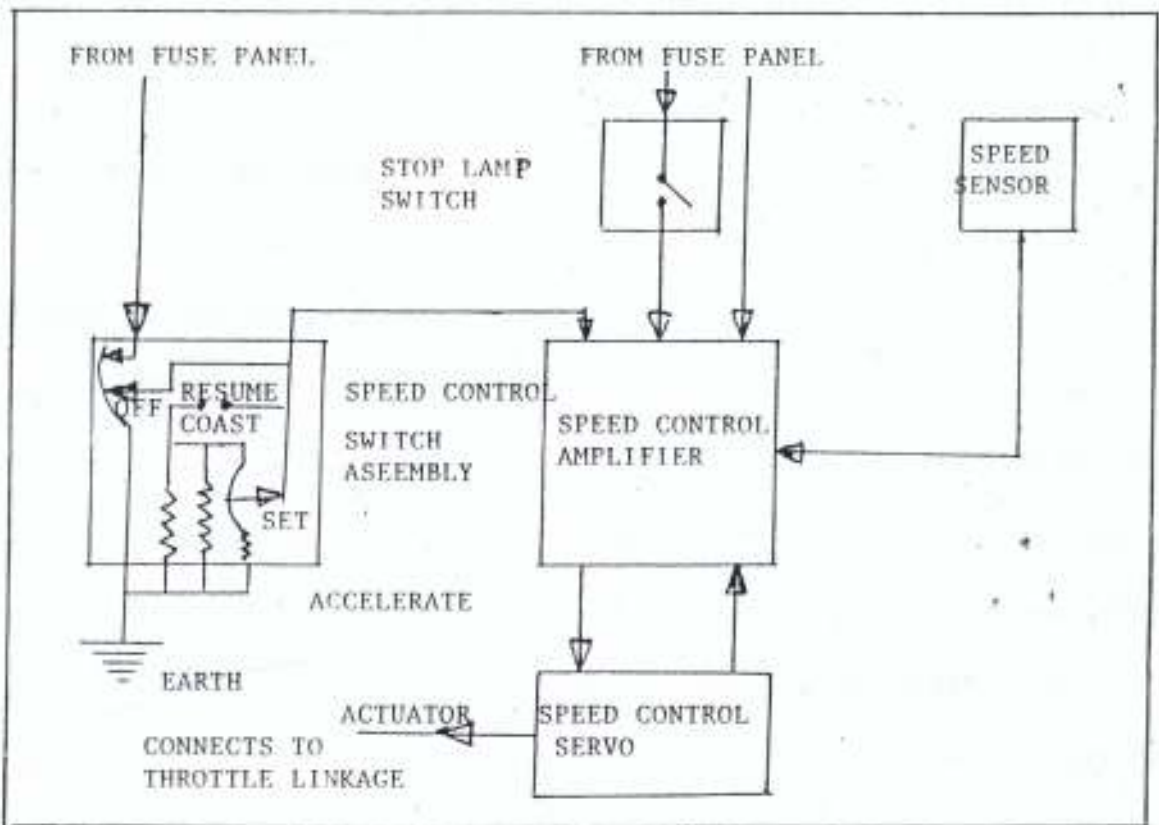 FROM FUSE PANEL
FROM FUSE PANEL
STOP LAMP
SWITCH
SPEED
SENSOR
OFF
RESUME
COAST
SET
SPEED CONTROL
SWITCH
ASEEMBLY
SPEED CONTROL
AMPLIFIER
ACCELERATE
EARTH
ACTUATOR
CONNECTS TO
THROTTLE LINKAGE
SPEED CONTROL
SERVO